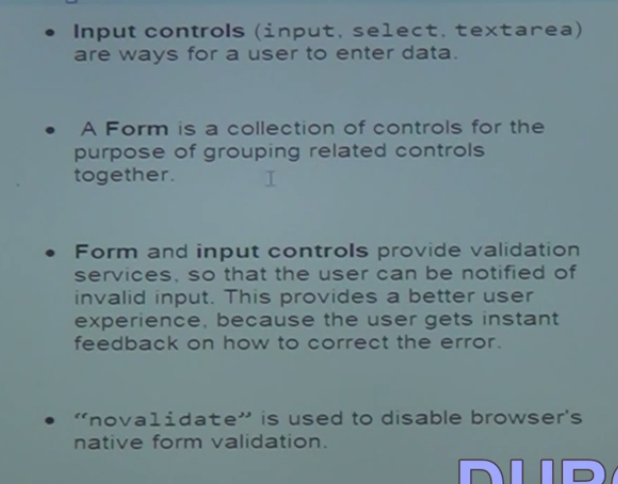 • Input controls (input, select, textarea)
are ways for a user to enter data.
• A Form is a collection of controls for the
purpose of grouping related controls
together.
• Form and input controls provide validation
services, so that the user can be notified of
invalid input. This provides a better user
experience, because the user gets instant
feedback on how to correct the error.
• “novalidate” is used to disable browser's
native form validation.